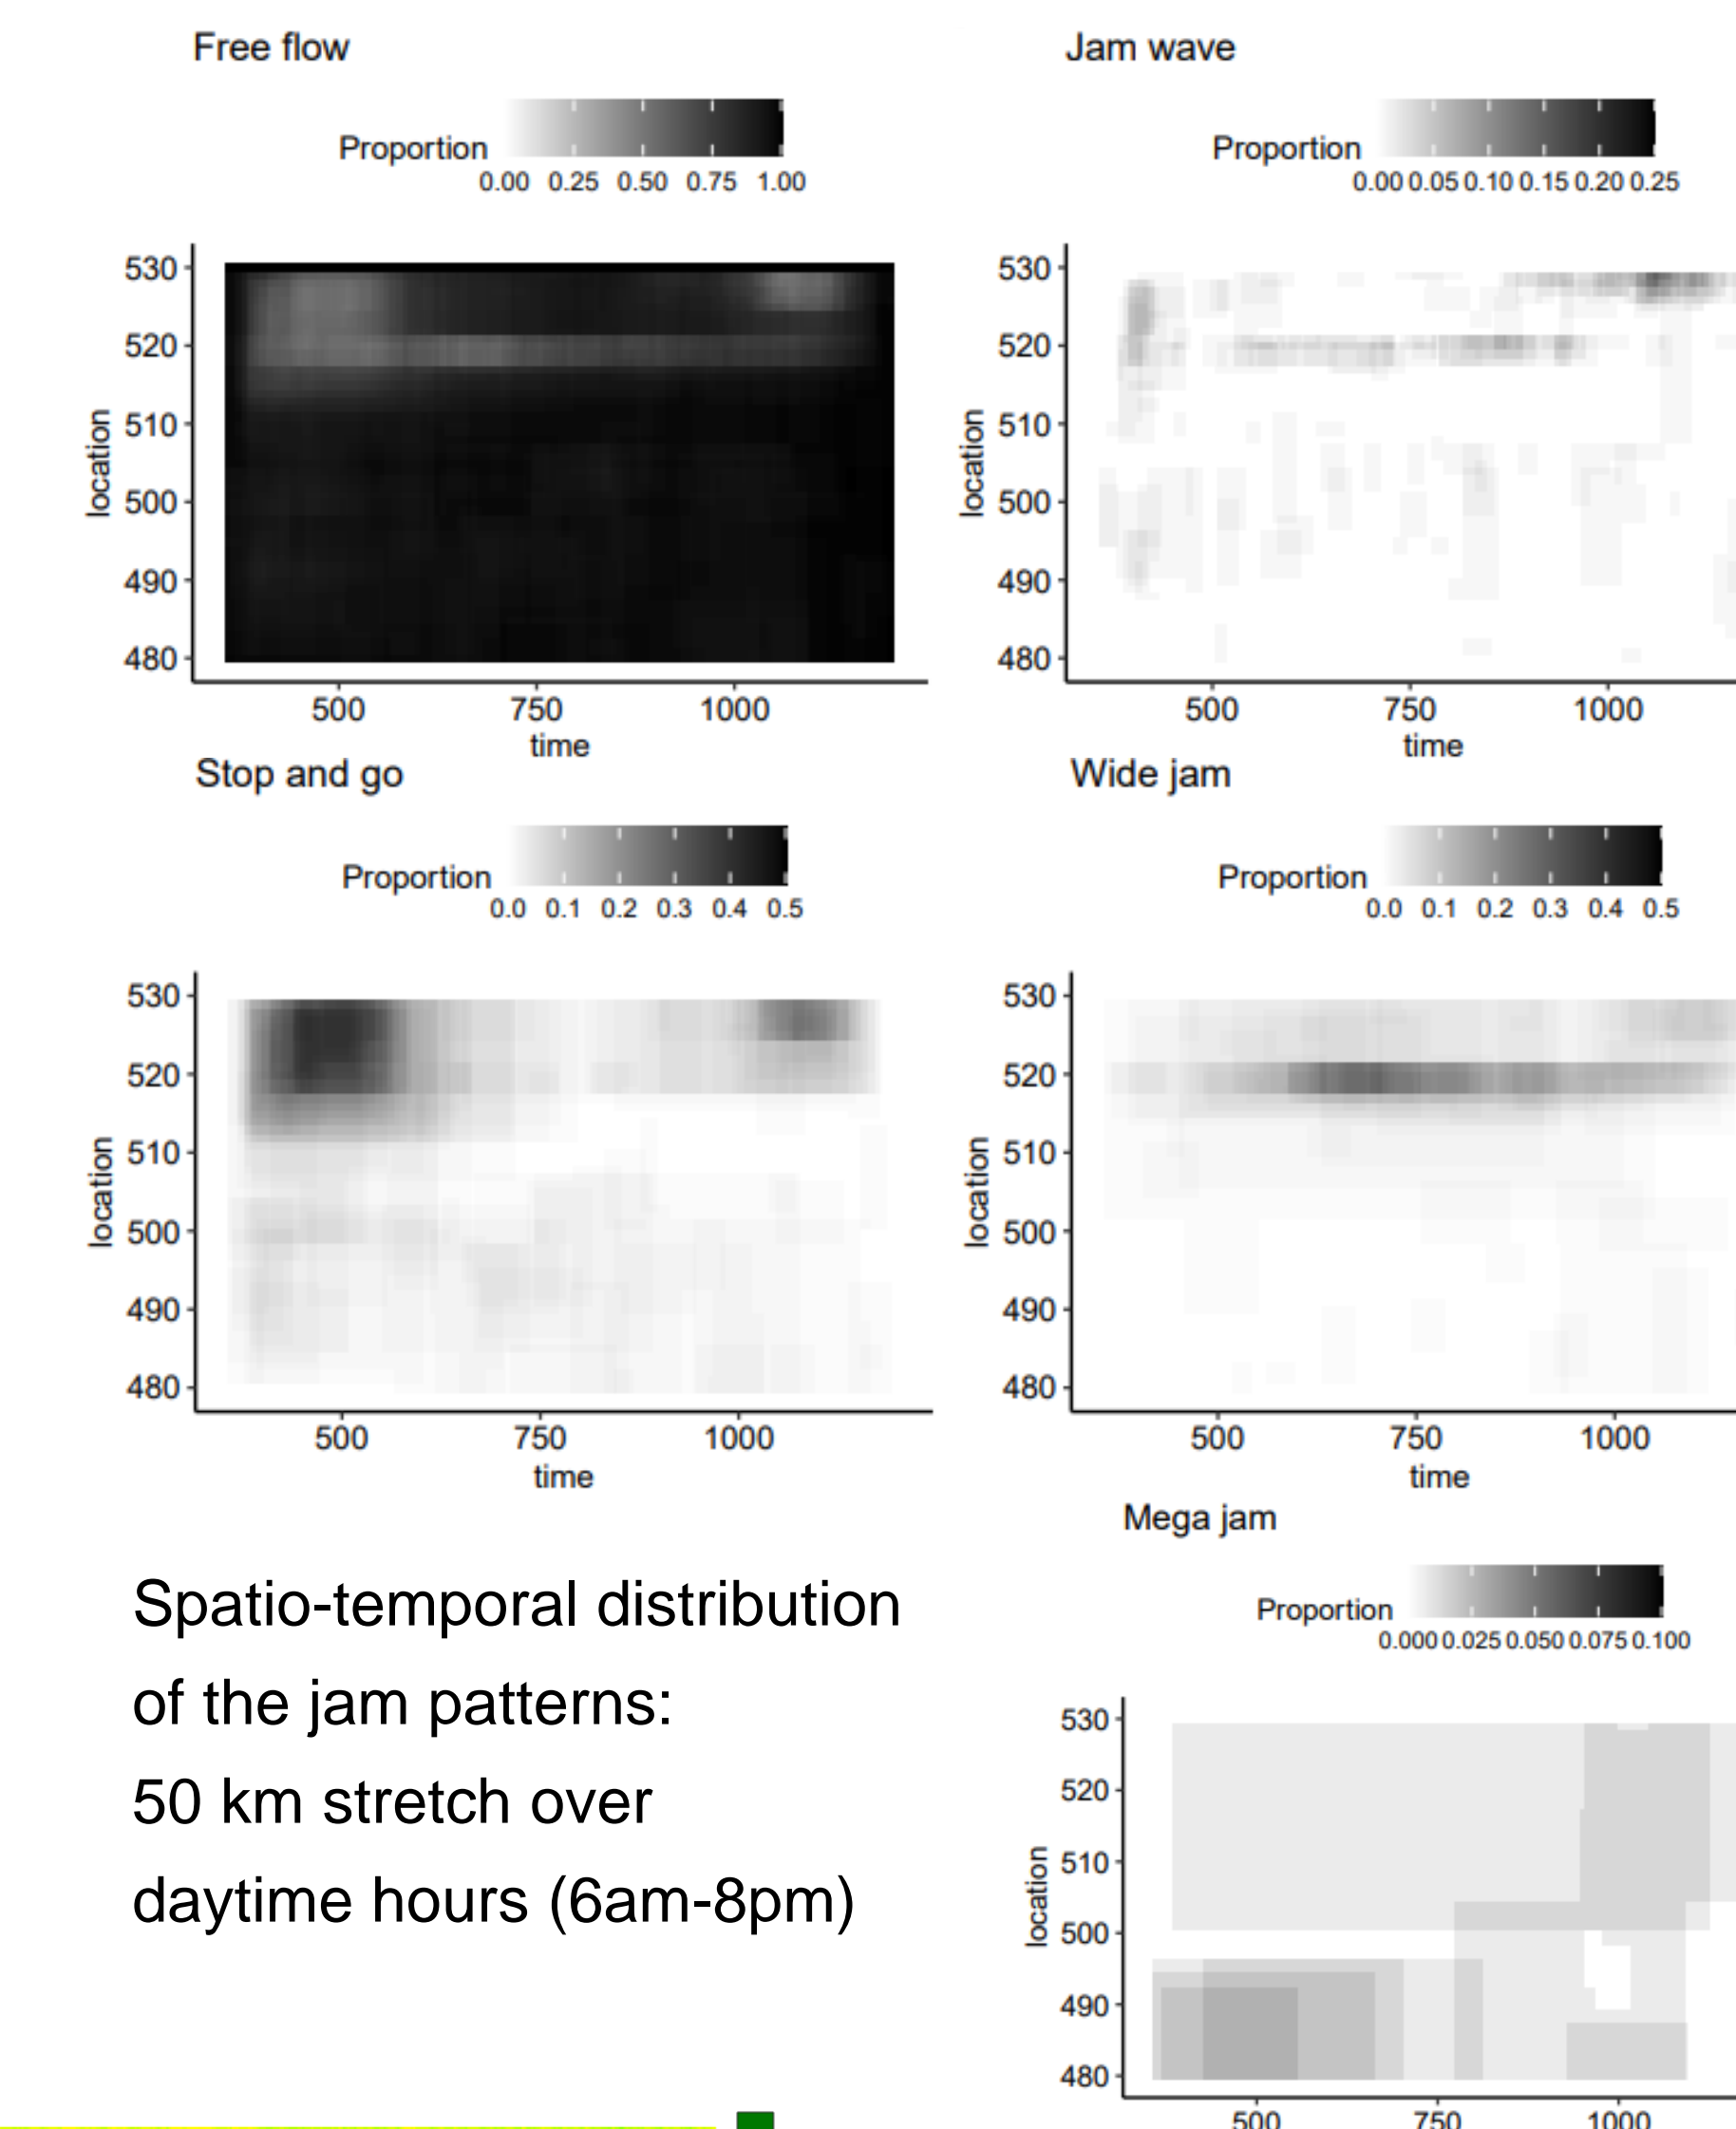 Free flow
Proportion
0.00 0.25 0.50 0.75 1.00
530
520
510
500
490
480
location
500 750 1000
time
Jam wave
Proportion
0.00 0.05 0.10 0.15 0.20 0.25
530
520
510
500
490
480
location
500 750 1000
time
Stop and go
Proportion
0.0 0.1 0.2 0.3 0.4 0.5
530
520
510
500
490
480
location
500 750 1000
time
Wide jam
Proportion
0.0 0.1 0.2 0.3 0.4 0.5
530
520
510
500
490
480
location
500 750 1000
time
Spatio-temporal distribution
of the jam patterns:
50 km stretch over
daytime hours (6am-8pm)
Mega jam
Proportion
0.000 0.025 0.050 0.075 0.100
530
520
510
500
490
480
location
500 750 1000